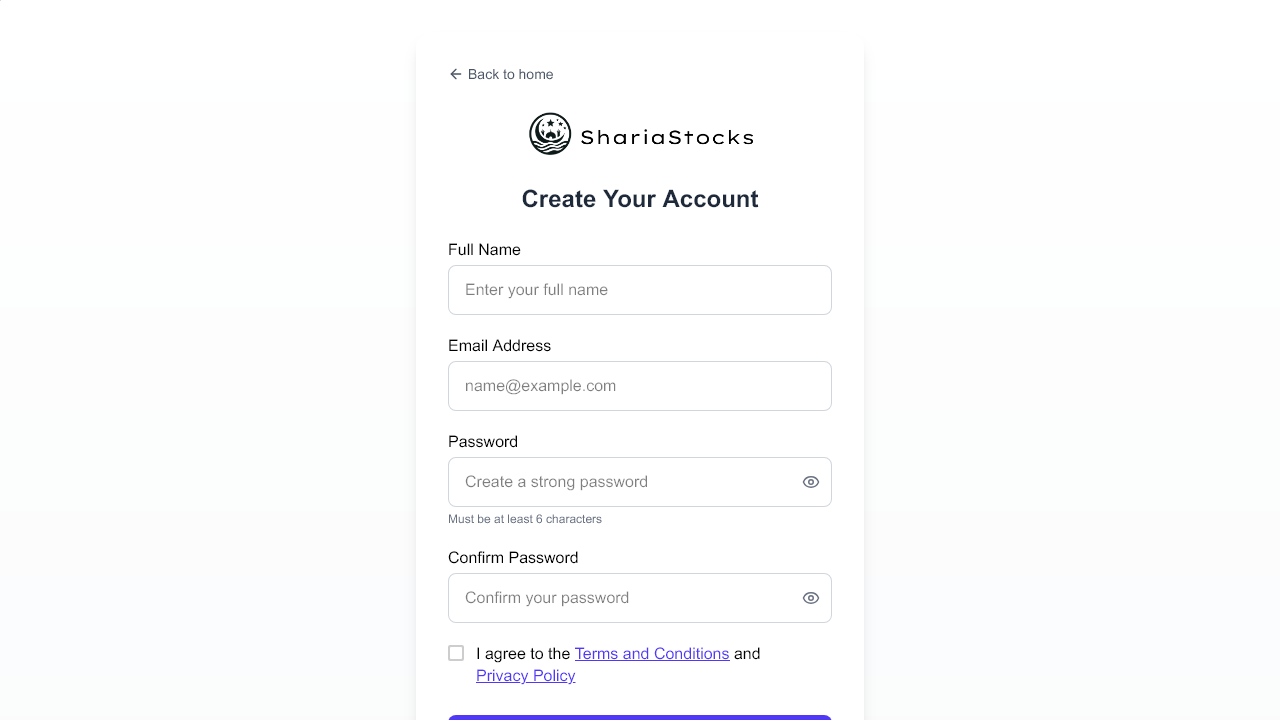 Back to home
ShariaStocks
Create Your Account
Full Name
Enter your full name
Email Address
name@example.com
Password
Create a strong password
Must be at least 6 characters
Confirm Password
Confirm your password
I agree to the Terms and Conditions and
Privacy Policy